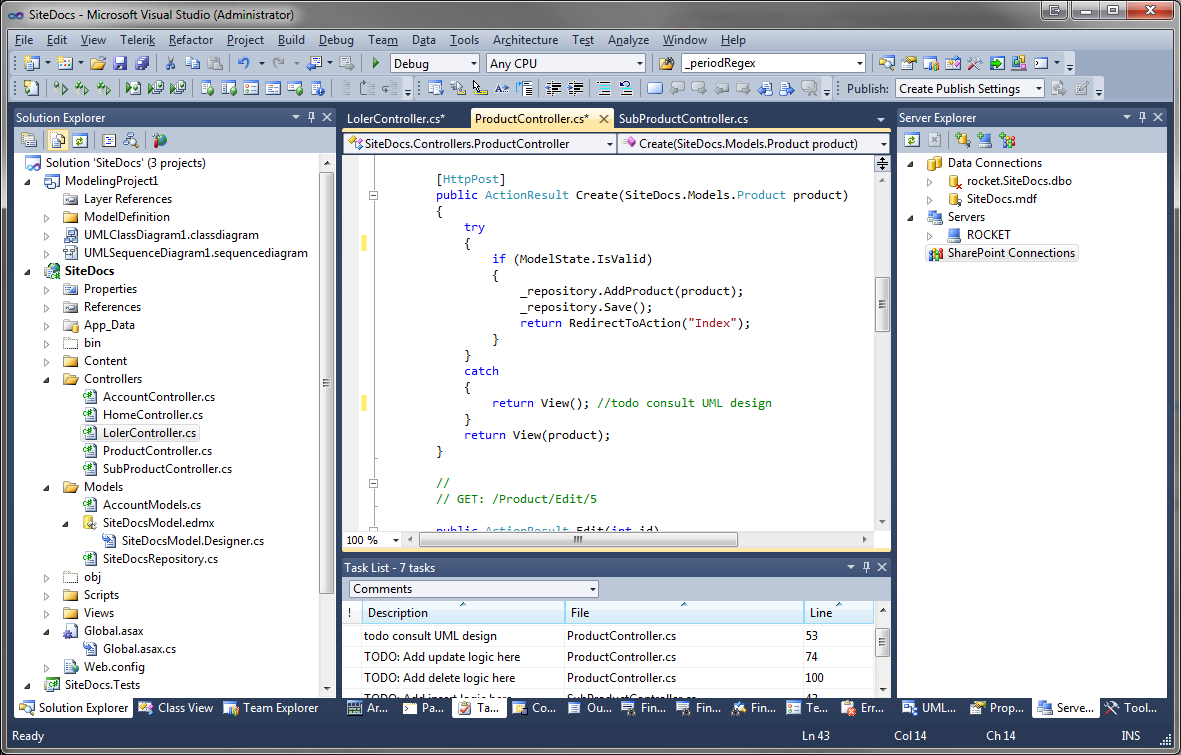 SiteDocs - Microsoft Visual Studio (Administrator)
File Edit View Telerik Refactor Project Build Debug Team Data Tools Architecture Test Analyze Window Help
Debug Any CPU _periodRegex
Publish: Create Publish Settings
Solution Explorer
Solution 'SiteDocs' (3 projects)
ModelingProject1
Layer References
ModelDefinition
UMLClassDiagram1.classdiagram
UMLSequenceDiagram1.sequencediagram
SiteDocs
Properties
References
App_Data
bin
Content
Controllers
AccountController.cs
HomeController.cs
LolerController.cs
ProductController.cs
SubProductController.cs
Models
AccountModels.cs
SiteDocsModel.edmx
SiteDocsModel.Designer.cs
SiteDocsRepository.cs
obj
Scripts
Views
Global.asax
Global.asax.cs
Web.config
SiteDocs.Tests
Solution Explorer Class View Team Explorer
LolerController.cs* ProductController.cs* SubProductController.cs
SiteDocs.Controllers.ProductController Create(SiteDocs.Models.Product product)
[HttpPost]
public ActionResult Create(SiteDocs.Models.Product product)
{
try
{
if (ModelState.IsValid)
{
_repository.AddProduct(product);
_repository.Save();
return RedirectToAction("Index");
}
}
catch
{
return View(); //todo consult UML design
}
return View(product);
}
//
// GET: /Product/Edit/5
public ActionResult Edit(int id)
100 %
Task List - 7 tasks
Comments
! Description File Line
todo consult UML design ProductController.cs 53
TODO: Add update logic here ProductController.cs 74
TODO: Add delete logic here ProductController.cs 100
TODO: Add insert logic here SubProductController.cs 42
Ar... Pa... Ta... Co... Ou... Fin... Fin... Fin... Te... Err...
Server Explorer
Data Connections
rocket.SiteDocs.dbo
SiteDocs.mdf
Servers
ROCKET
SharePoint Connections
UML... Prop... Serve... Tool...
Ready Ln 43 Col 14 Ch 14 INS